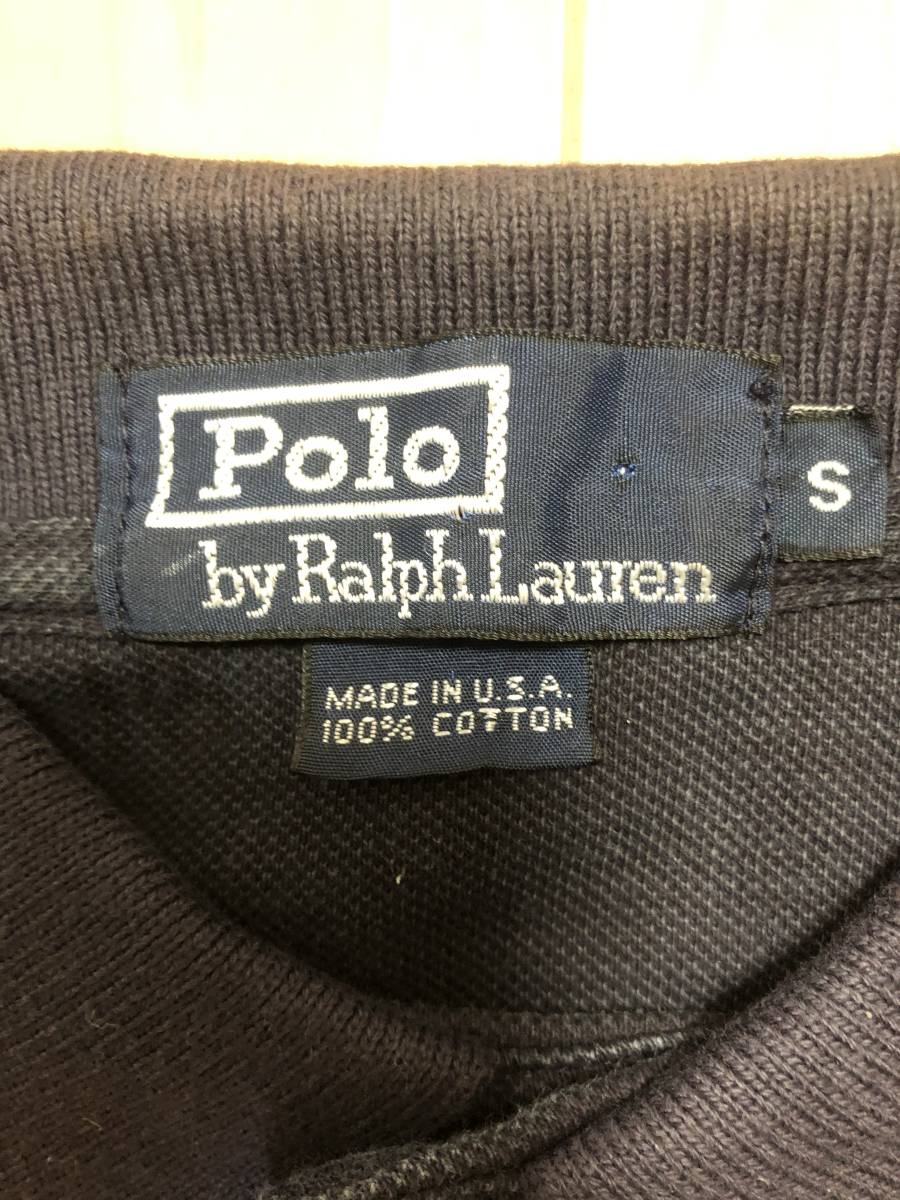 Polo
by Ralph Lauren
S
MADE IN U.S.A.
100% COTTON